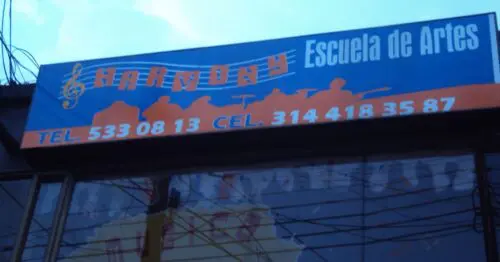 HARMONY Escuela de Artes
TEL. 533 08 13 CEL. 314 418 35 87